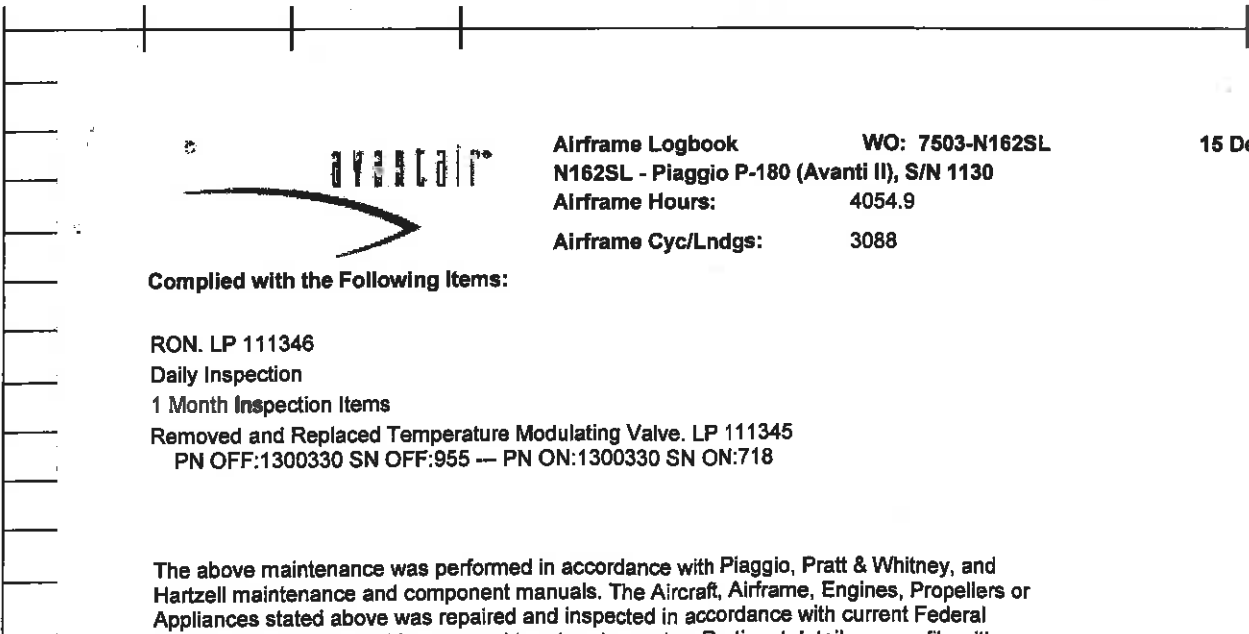 avantair
Airframe Logbook WO: 7503-N162SL 15 De
N162SL - Piaggio P-180 (Avanti II), S/N 1130
Airframe Hours: 4054.9
Airframe Cyc/Lndgs: 3088
Complied with the Following Items:
RON. LP 111346
Daily Inspection
1 Month Inspection Items
Removed and Replaced Temperature Modulating Valve. LP 111345
PN OFF:1300330 SN OFF:955 --- PN ON:1300330 SN ON:718
The above maintenance was performed in accordance with Piaggio, Pratt & Whitney, and
Hartzell maintenance and component manuals. The Aircraft, Airframe, Engines, Propellers or
Appliances stated above was repaired and inspected in accordance with current Federal